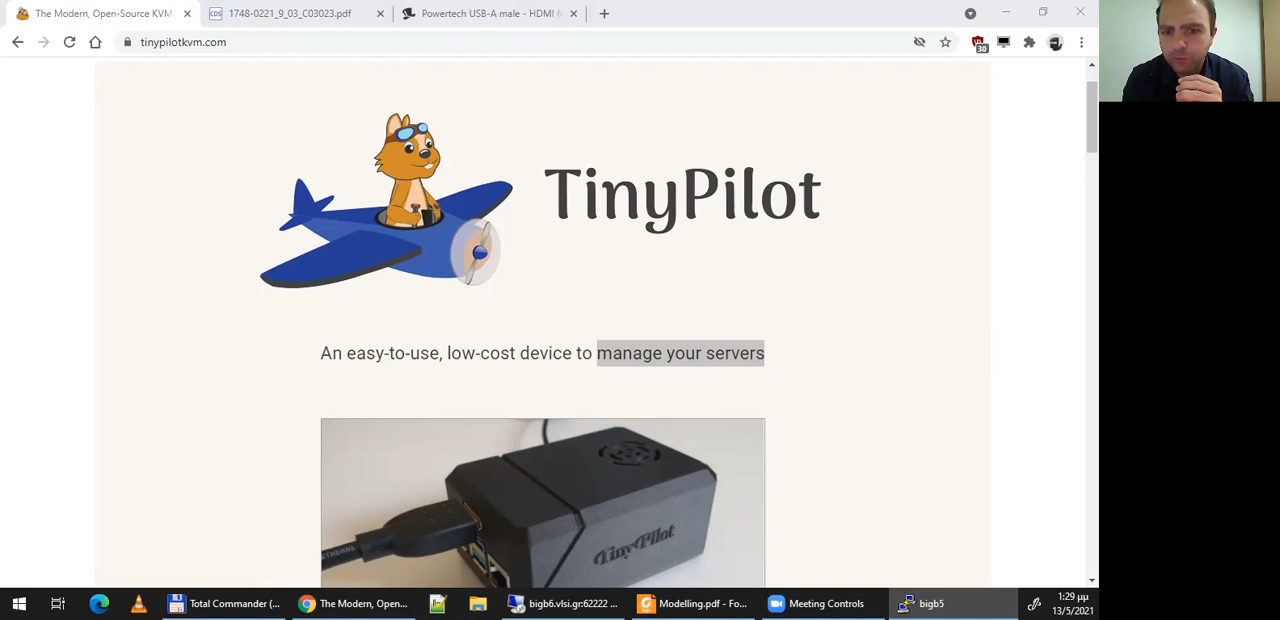 The Modern, Open-Source KVM
1748-0221_9_03_C03023.pdf
Powertech USB-A male - HDMI f
tinypilotkvm.com
30
TinyPilot
An easy-to-use, low-cost device to manage your servers
TinyPilot
Total Commander (...
The Modern, Open...
bigb6.vlsi.gr:62222 ...
Modelling.pdf - Fo...
Meeting Controls
bigb5
1:29 μμ
13/5/2021